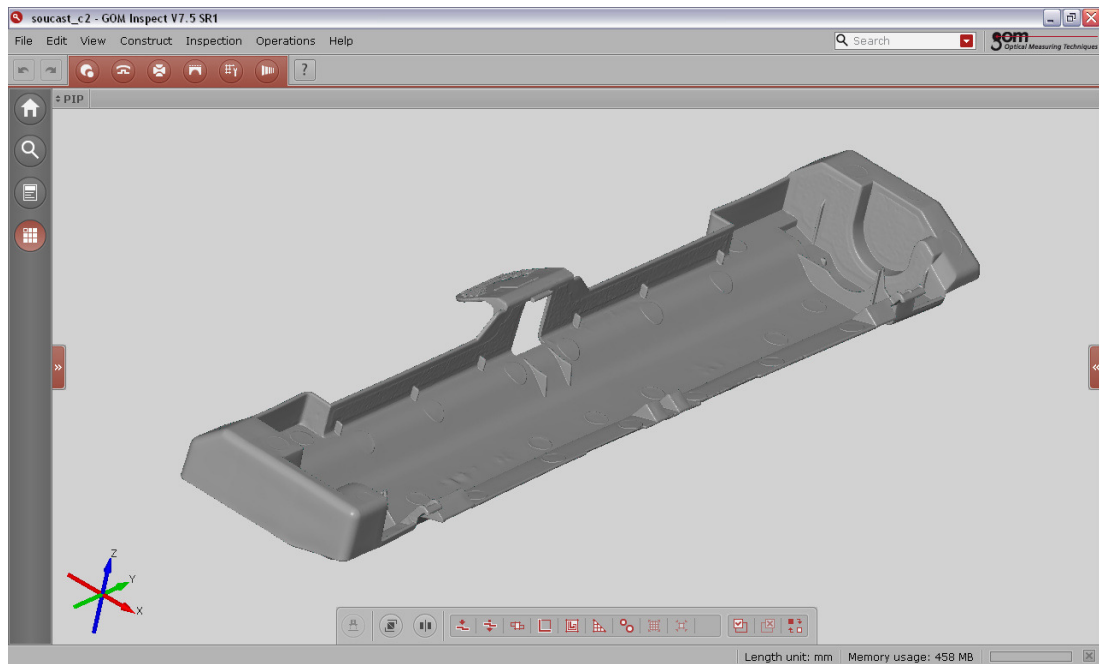 soucast_c2 - GOM Inspect V7.5 SR1
File Edit View Construct Inspection Operations Help
Search
gom
Optical Measuring Techniques
?
PIP
Z
Y
X
Length unit: mm Memory usage: 458 MB